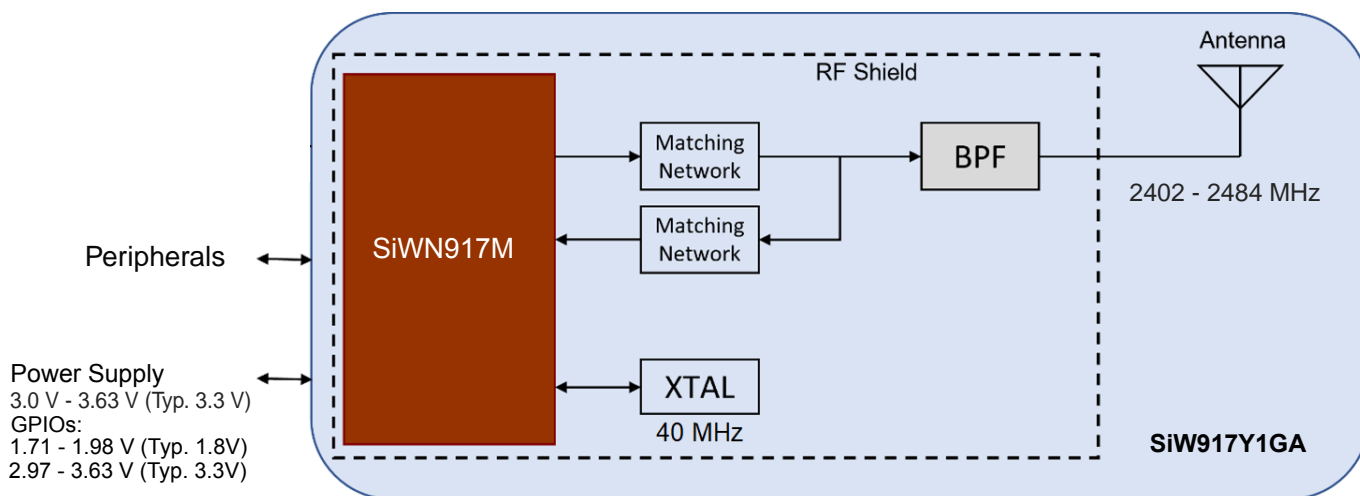 Antenna
RF Shield
Matching
Network
BPF
2402 - 2484 MHz
Matching
Network
SiWN917M
Peripherals
Power Supply
3.0 V - 3.63 V (Typ. 3.3 V)
GPIOs:
1.71 - 1.98 V (Typ. 1.8V)
2.97 - 3.63 V (Typ. 3.3V)
XTAL
40 MHz
SiW917Y1GA